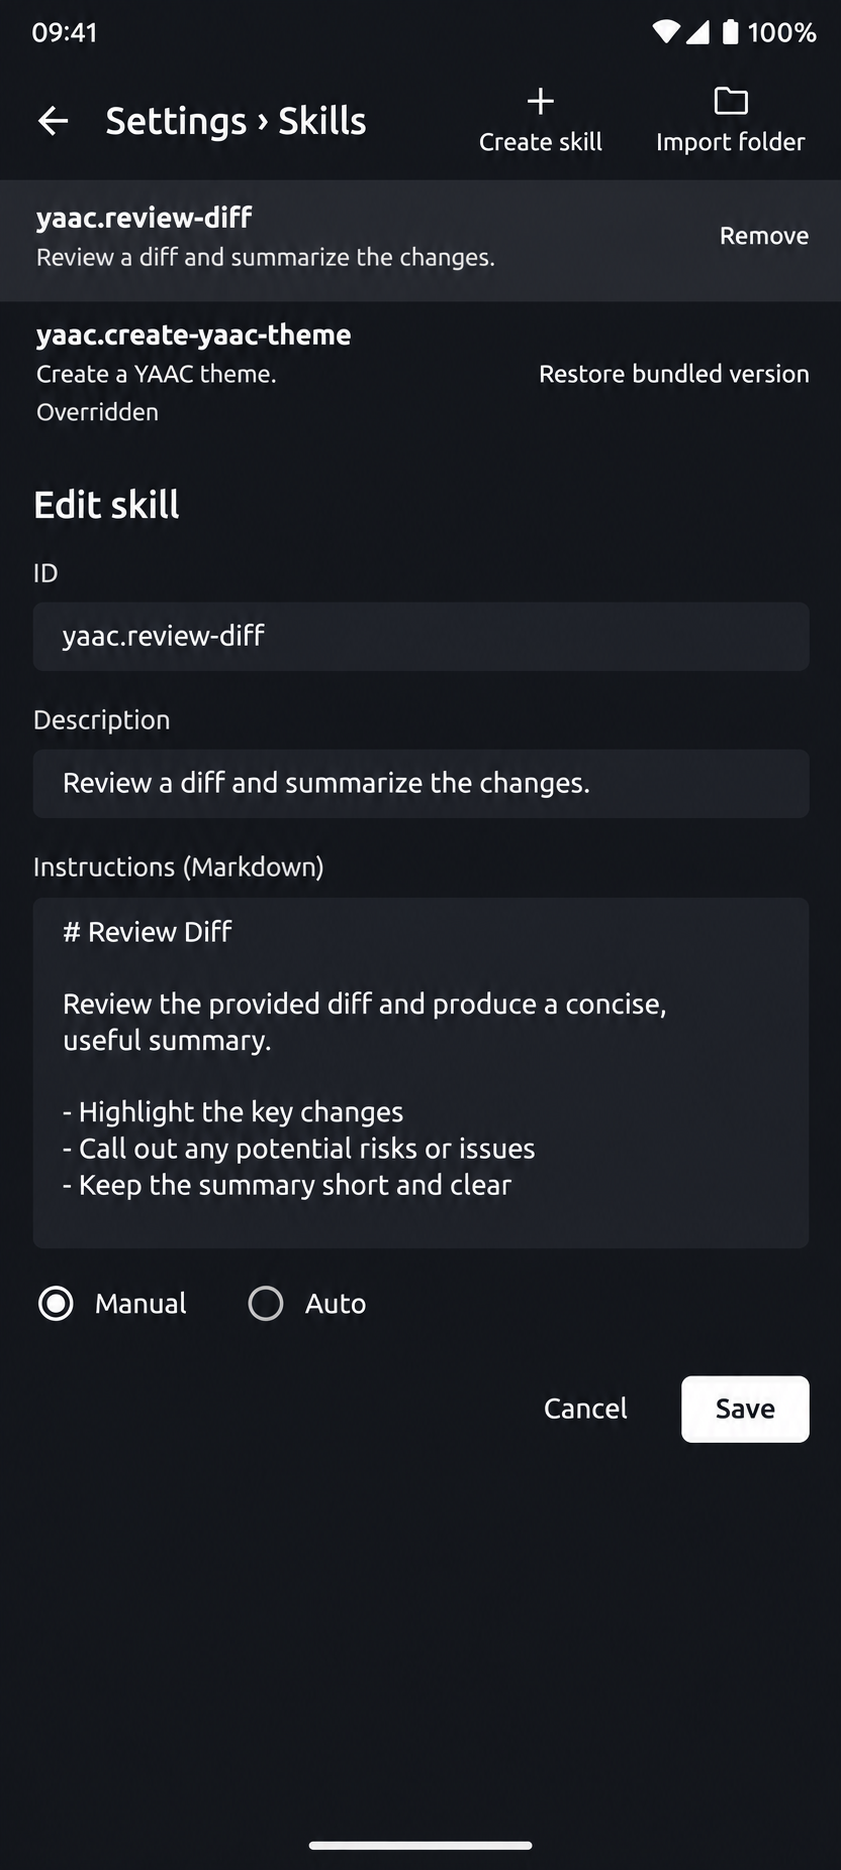 09:41
100%
Settings › Skills
Create skill
Import folder
yaac.review-diff
Review a diff and summarize the changes.
Remove
yaac.create-yaac-theme
Create a YAAC theme.
Restore bundled version
Overridden
Edit skill
ID
yaac.review-diff
Description
Review a diff and summarize the changes.
Instructions (Markdown)
# Review Diff
Review the provided diff and produce a concise,
useful summary.
- Highlight the key changes
- Call out any potential risks or issues
- Keep the summary short and clear
Manual
Auto
Cancel
Save